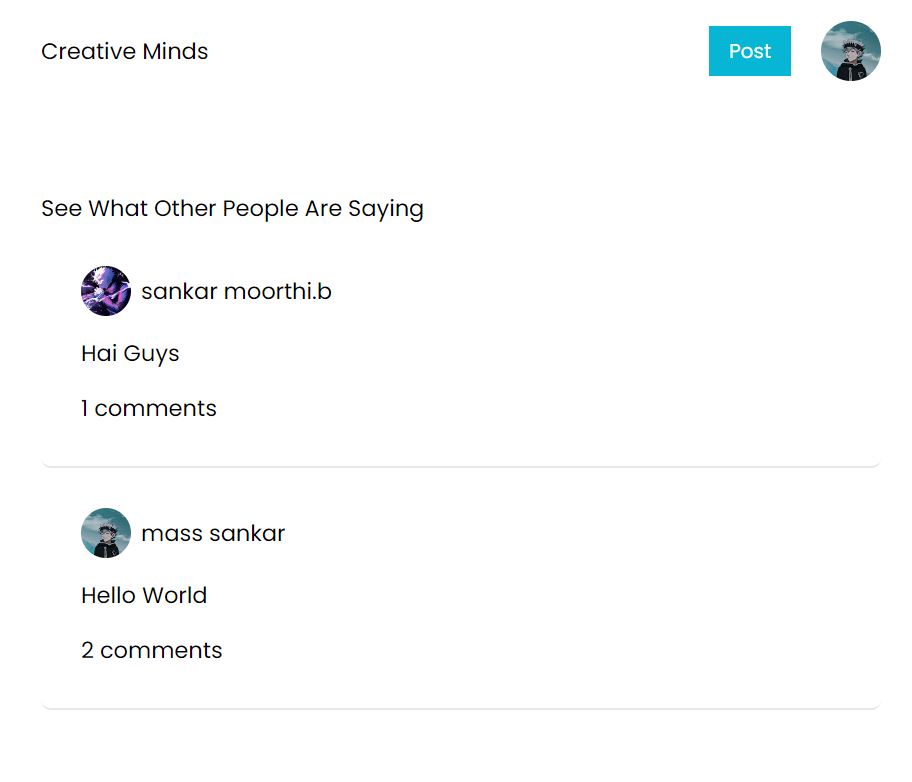 Creative Minds
Post
See What Other People Are Saying
sankar moorthi.b
Hai Guys
1 comments
mass sankar
Hello World
2 comments